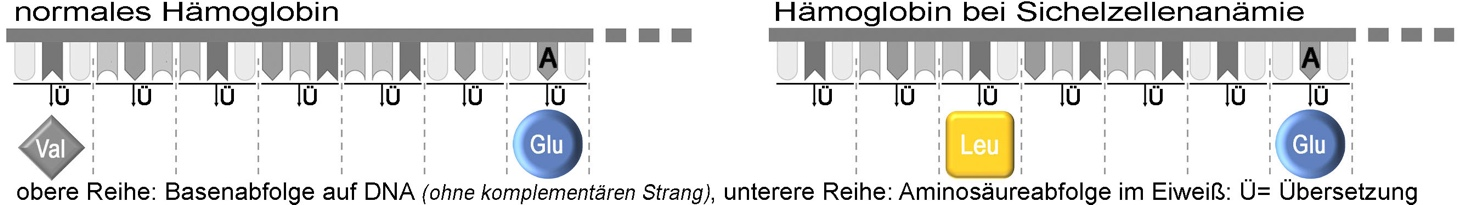 normales Hämoglobin
Hämoglobin bei Sichelzellenanämie
A
A
Ü Ü Ü Ü Ü Ü Ü
Ü Ü Ü Ü Ü Ü Ü
Val Glu
Leu Glu
obere Reihe: Basenabfolge auf DNA (ohne komplementären Strang), unterere Reihe: Aminosäureabfolge im Eiweiß: Ü= Übersetzung